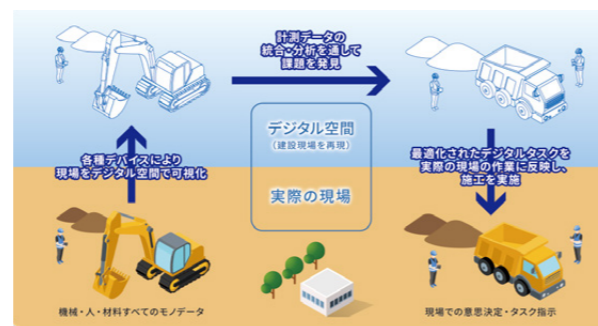 計測データの
統合・分析を通して
課題を発見
デジタル空間
(建設現場を再現)
各種デバイスにより
現場をデジタル空間で可視化
最適化されたデジタルタスクを
実際の現場の作業に反映し、
施工を実施
実際の現場
機械・人・材料すべてのモノデータ
現場での意思決定・タスク指示